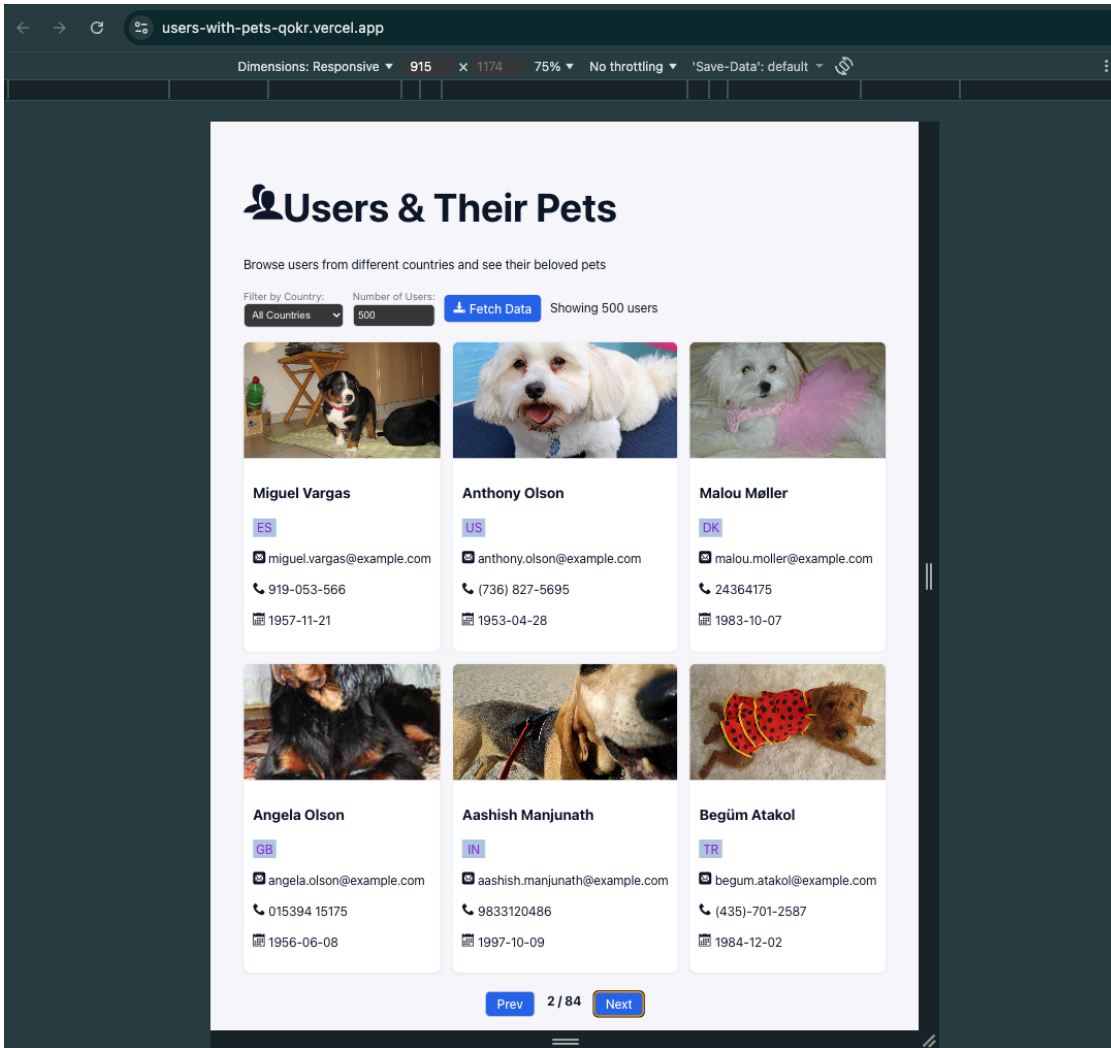 users-with-pets-qokr.vercel.app
Dimensions: Responsive 915 x 1174 75% No throttling 'Save-Data': default
Users & Their Pets
Browse users from different countries and see their beloved pets
Filter by Country: Number of Users:
All Countries 500 Fetch Data Showing 500 users
Miguel Vargas
ES
miguel.vargas@example.com
919-053-566
1957-11-21
Anthony Olson
US
anthony.olson@example.com
(736) 827-5695
1953-04-28
Malou Møller
DK
malou.moller@example.com
24364175
1983-10-07
Angela Olson
GB
angela.olson@example.com
015394 15175
1956-06-08
Aashish Manjunath
IN
aashish.manjunath@example.com
9833120486
1997-10-09
Begüm Atakol
TR
begum.atakol@example.com
(435)-701-2587
1984-12-02
Prev 2 / 84 Next